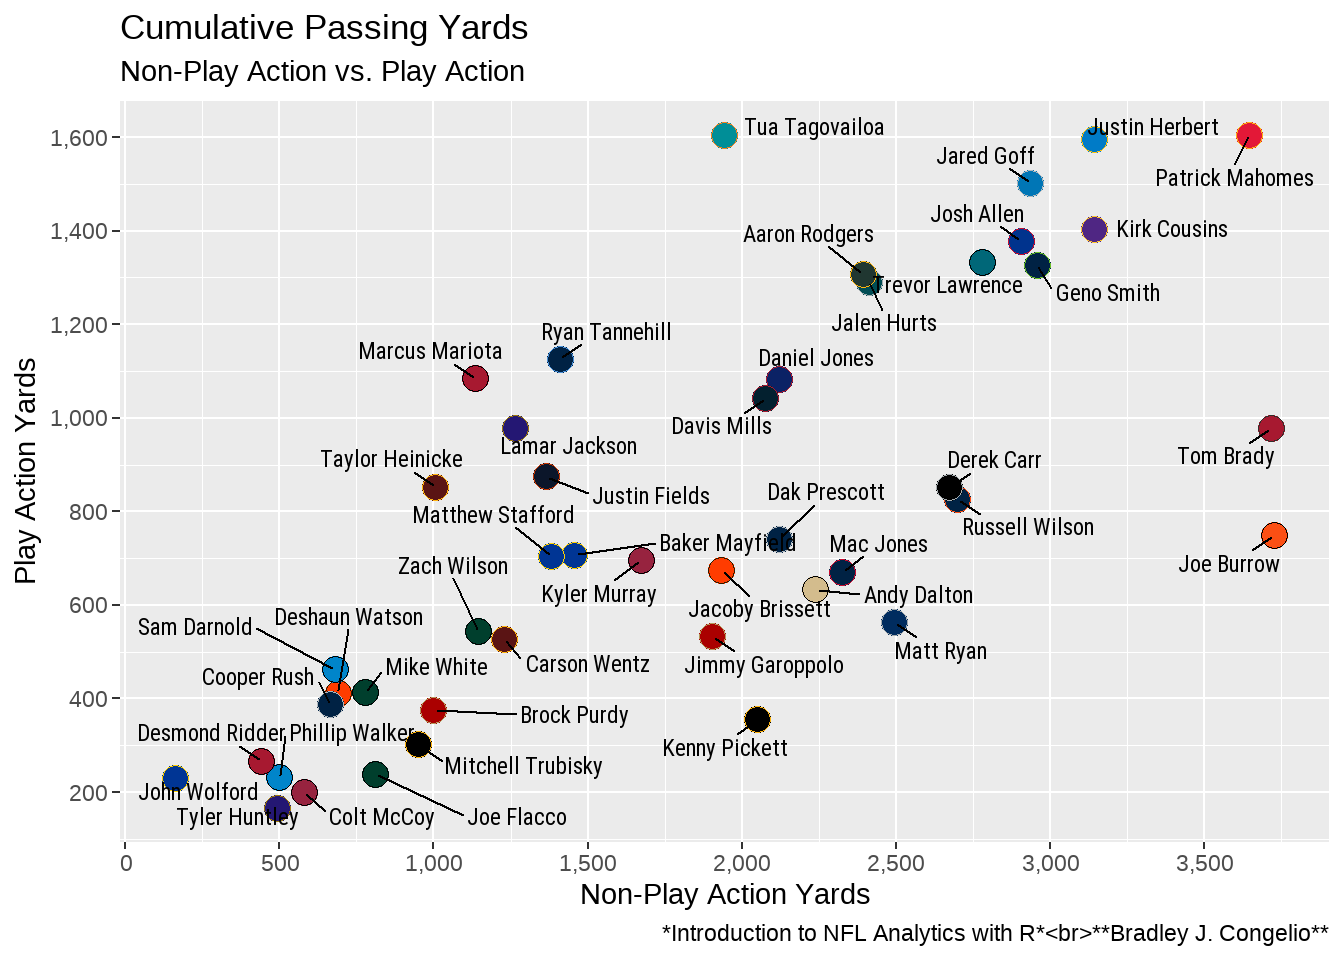 Cumulative Passing Yards
Non-Play Action vs. Play Action
1,600
1,400
1,200
1,000
800
600
400
200
Play Action Yards
Tua Tagovailoa
Justin Herbert
Jared Goff
Patrick Mahomes
Josh Allen
Kirk Cousins
Aaron Rodgers
Trevor Lawrence
Geno Smith
Jalen Hurts
Ryan Tannehill
Marcus Mariota
Daniel Jones
Davis Mills
Lamar Jackson
Tom Brady
Taylor Heinicke
Derek Carr
Justin Fields
Dak Prescott
Matthew Stafford
Russell Wilson
Baker Mayfield
Mac Jones
Zach Wilson
Joe Burrow
Kyler Murray
Andy Dalton
Jacoby Brissett
Deshaun Watson
Sam Darnold
Matt Ryan
Mike White
Carson Wentz
Jimmy Garoppolo
Cooper Rush
Brock Purdy
Desmond Ridder
Phillip Walker
Kenny Pickett
Mitchell Trubisky
John Wolford
Tyler Huntley
Colt McCoy
Joe Flacco
0
500
1,000
1,500
2,000
2,500
3,000
3,500
Non-Play Action Yards
*Introduction to NFL Analytics with R*<br>**Bradley J. Congelio**